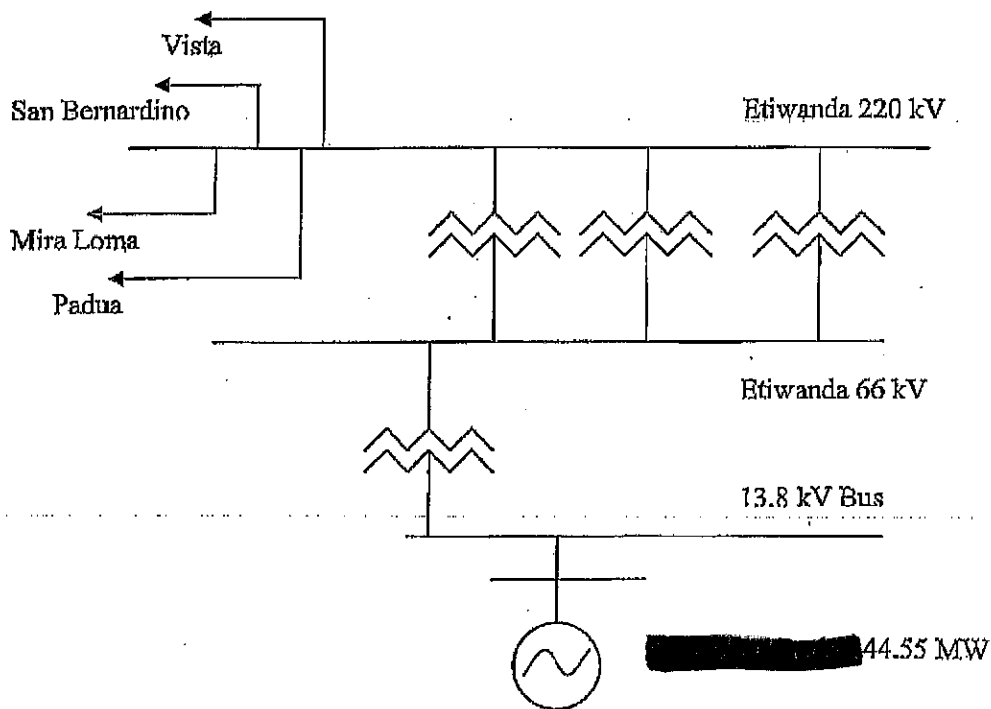 Vista
San Bernardino
Etiwanda 220 kV
Mira Loma
Padua
Etiwanda 66 kV
13.8 kV Bus
44.55 MW